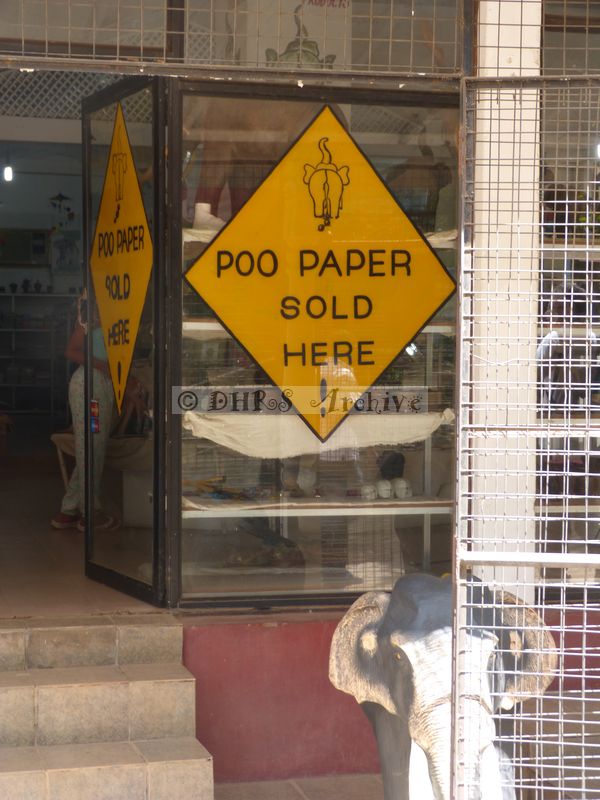 POO PAPER
SOLD
HERE
!
POO PAPER
SOLD
HERE
!
© DHRS Archive